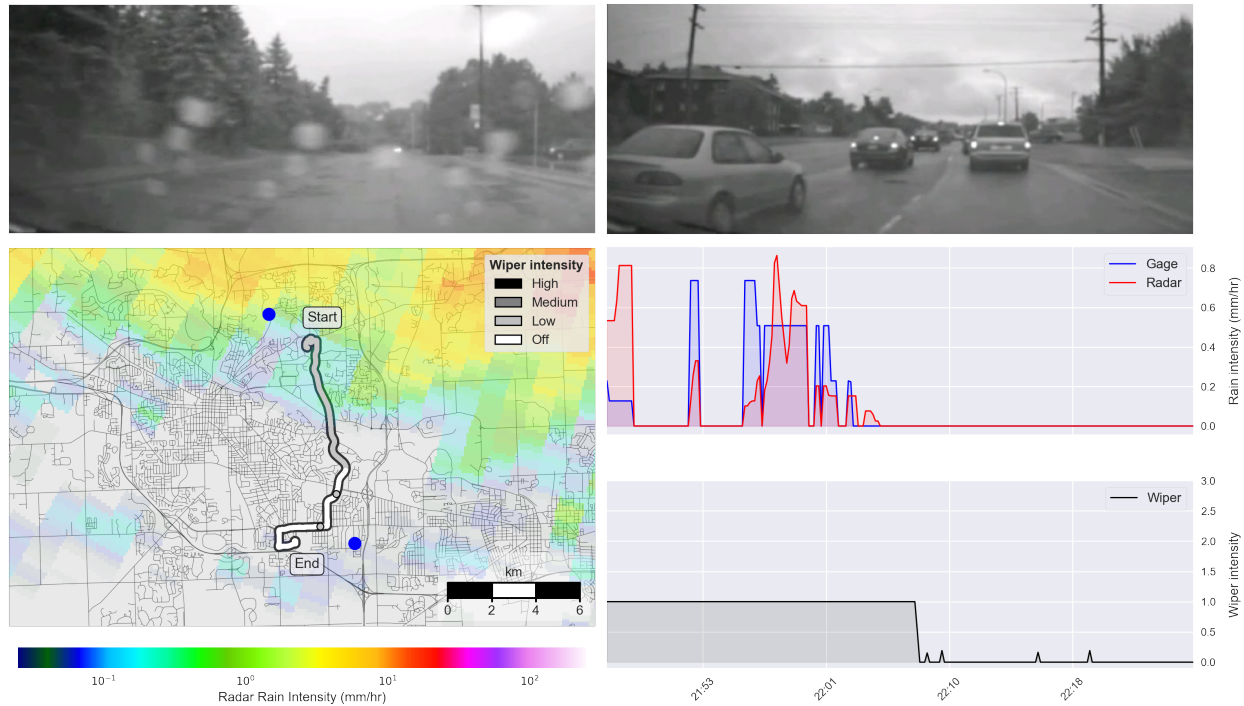 Wiper intensity
High
Medium
Low
Off
Start
End
km
0 2 4 6
10⁻¹ 10⁰ 10¹ 10²
Radar Rain Intensity (mm/hr)
Gage
Radar
0.8
0.6
0.4
0.2
0.0
Rain intensity (mm/hr)
Wiper
3.0
2.5
2.0
1.5
1.0
0.5
0.0
Wiper intensity
21:53 22:01 22:10 22:18